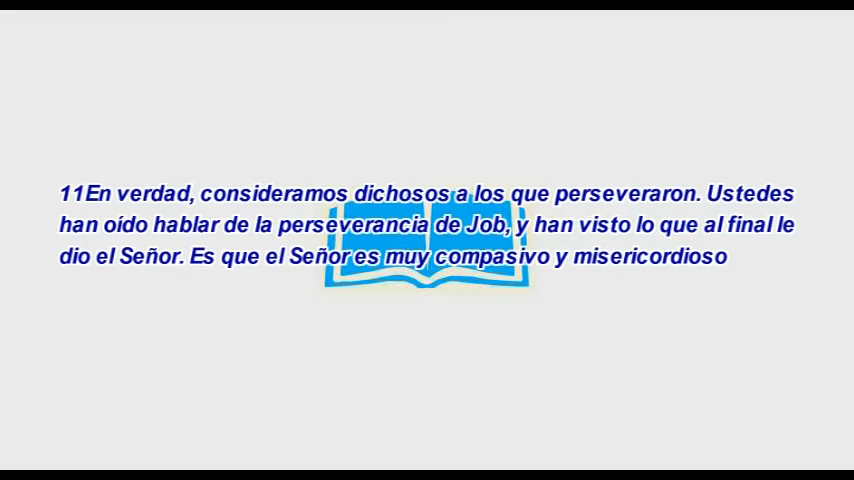 11En verdad, consideramos dichosos a los que perseveraron. Ustedes
han oído hablar de la perseverancia de Job, y han visto lo que al final le
dio el Señor. Es que el Señor es muy compasivo y misericordioso